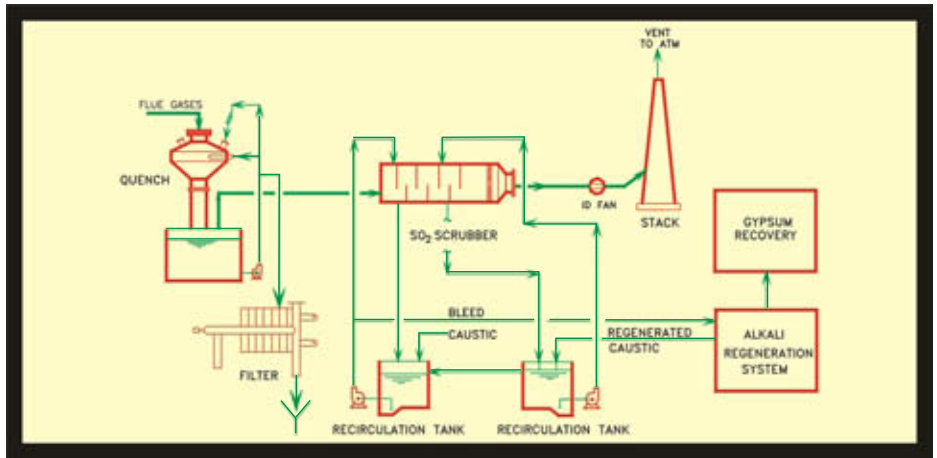 VENT
TO ATM
FLUE GASES
QUENCH
ID FAN
STACK
SO₂ SCRUBBER
GYPSUM
RECOVERY
BLEED
CAUSTIC
REGENERATED
CAUSTIC
ALKALI
REGENERATION
SYSTEM
FILTER
RECIRCULATION TANK
RECIRCULATION TANK